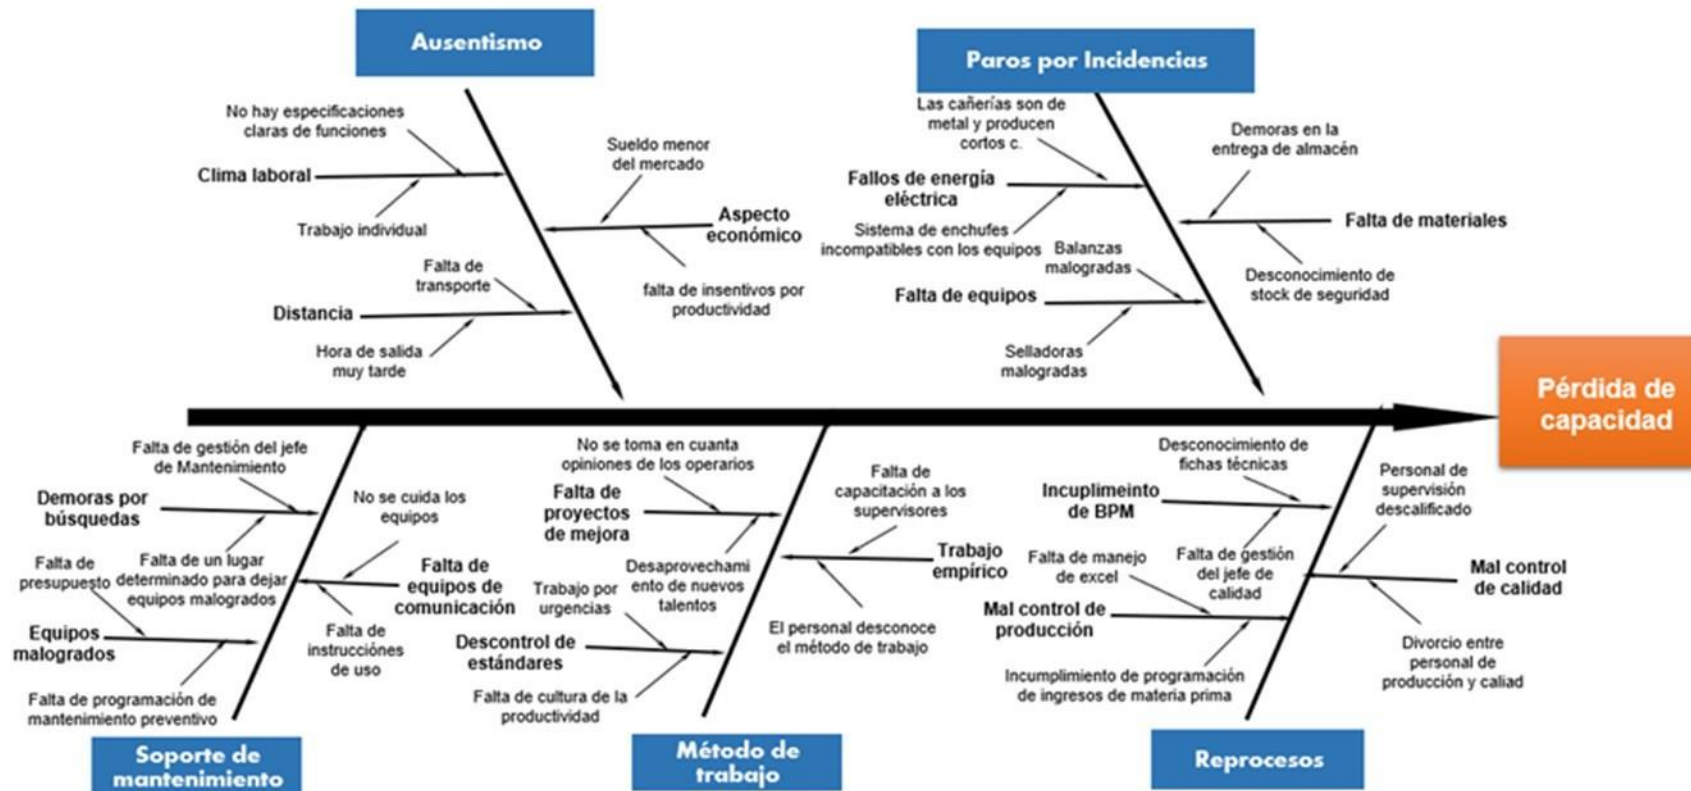 Ausentismo
Paros por Incidencias
No hay especificaciones
claras de funciones
Clima laboral
Trabajo individual
Sueldo menor
del mercado
Aspecto
económico
falta de insentivos por
productividad
Falta de
transporte
Distancia
Hora de salida
muy tarde
Las cañerías son de
metal y producen
cortos c.
Fallos de energía
eléctrica
Sistema de enchufes
incompatibles con los equipos
Demoras en la
entrega de almacén
Falta de materiales
Desconocimiento de
stock de seguridad
Balanzas
malogradas
Falta de equipos
Selladoras
malogradas
Pérdida de
capacidad
Falta de gestión del jefe
de Mantenimiento
Demoras por
búsquedas
Falta de un lugar
determinado para dejar
equipos malogrados
No se cuida los
equipos
Falta de
equipos de
comunicación
Falta de
instrucciónes
de uso
Falta de
presupuesto
Equipos
malogrados
Falta de programación de
mantenimiento preventivo
Soporte de
mantenimiento
No se toma en cuanta
opiniones de los operarios
Falta de
proyectos
de mejora
Desaprovechami
ento de nuevos
talentos
Falta de
capacitación a los
supervisores
Trabajo
empírico
El personal desconoce
el método de trabajo
Trabajo por
urgencias
Descontrol de
estándares
Falta de cultura de la
productividad
Método de
trabajo
Desconocimiento de
fichas técnicas
Incuplimeinto
de BPM
Falta de gestión
del jefe de
calidad
Personal de
supervisión
descalificado
Mal control
de calidad
Divorcio entre
personal de
producción y caliad
Falta de manejo
de excel
Mal control de
producción
Incumplimiento de programación
de ingresos de materia prima
Reprocesos